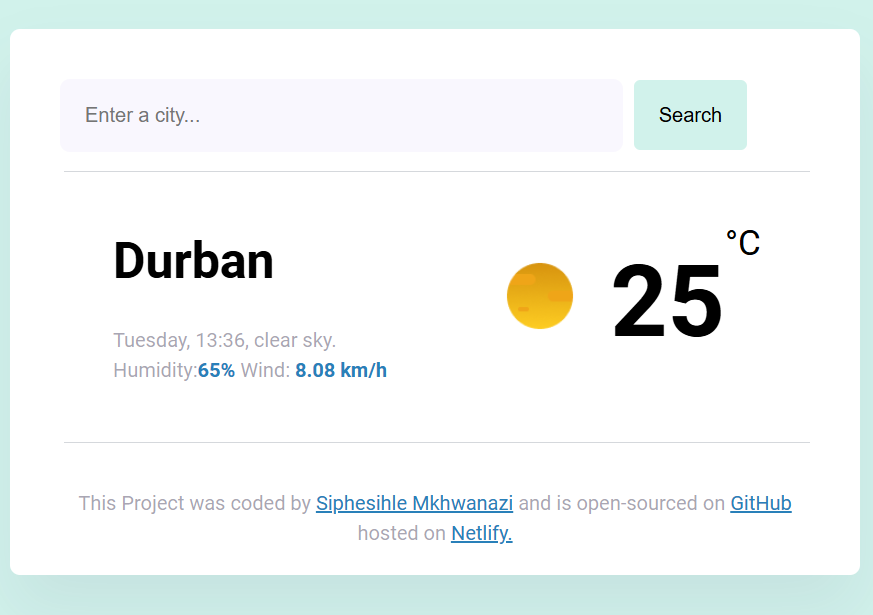 Enter a city...
Search
Durban
°C
25
Tuesday, 13:36, clear sky.
Humidity:65% Wind: 8.08 km/h
This Project was coded by Siphesihle Mkhwanazi and is open-sourced on GitHub
hosted on Netlify.